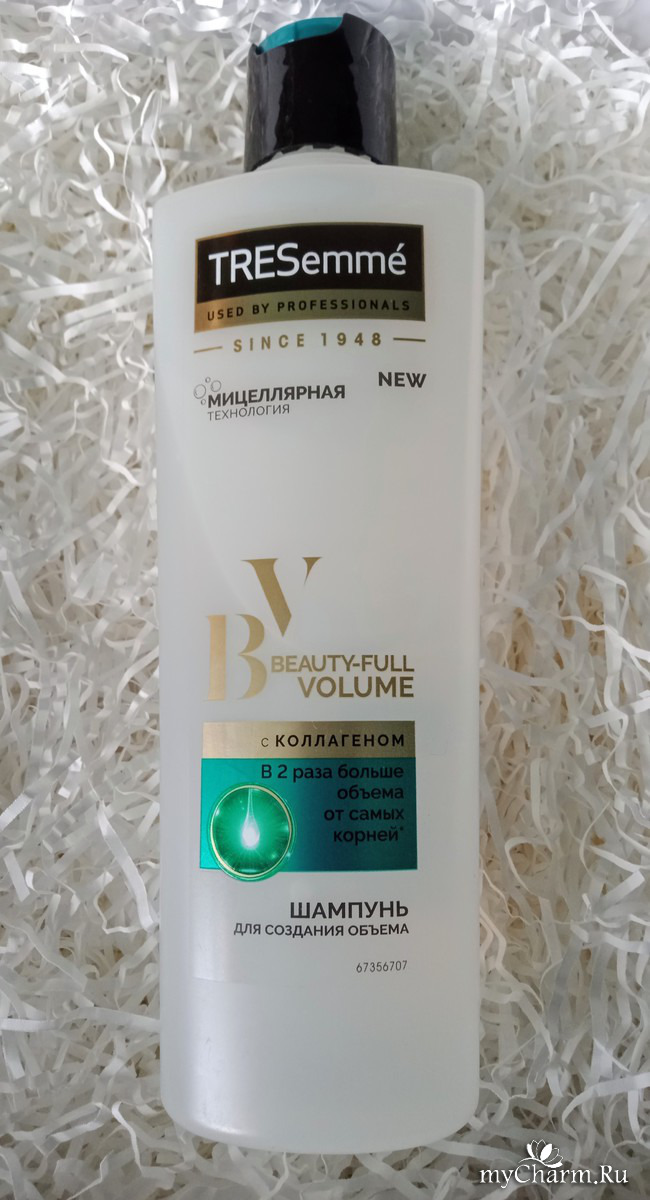 TRESemmé
USED BY PROFESSIONALS
SINCE 1948
NEW
МИЦЕЛЛЯРНАЯ
ТЕХНОЛОГИЯ
BV
BEAUTY-FULL
VOLUME
с КОЛЛАГЕНОМ
В 2 раза больше
объема
от самых
корней*
ШАМПУНЬ
ДЛЯ СОЗДАНИЯ ОБЪЕМА
67356707
myCharm.Ru